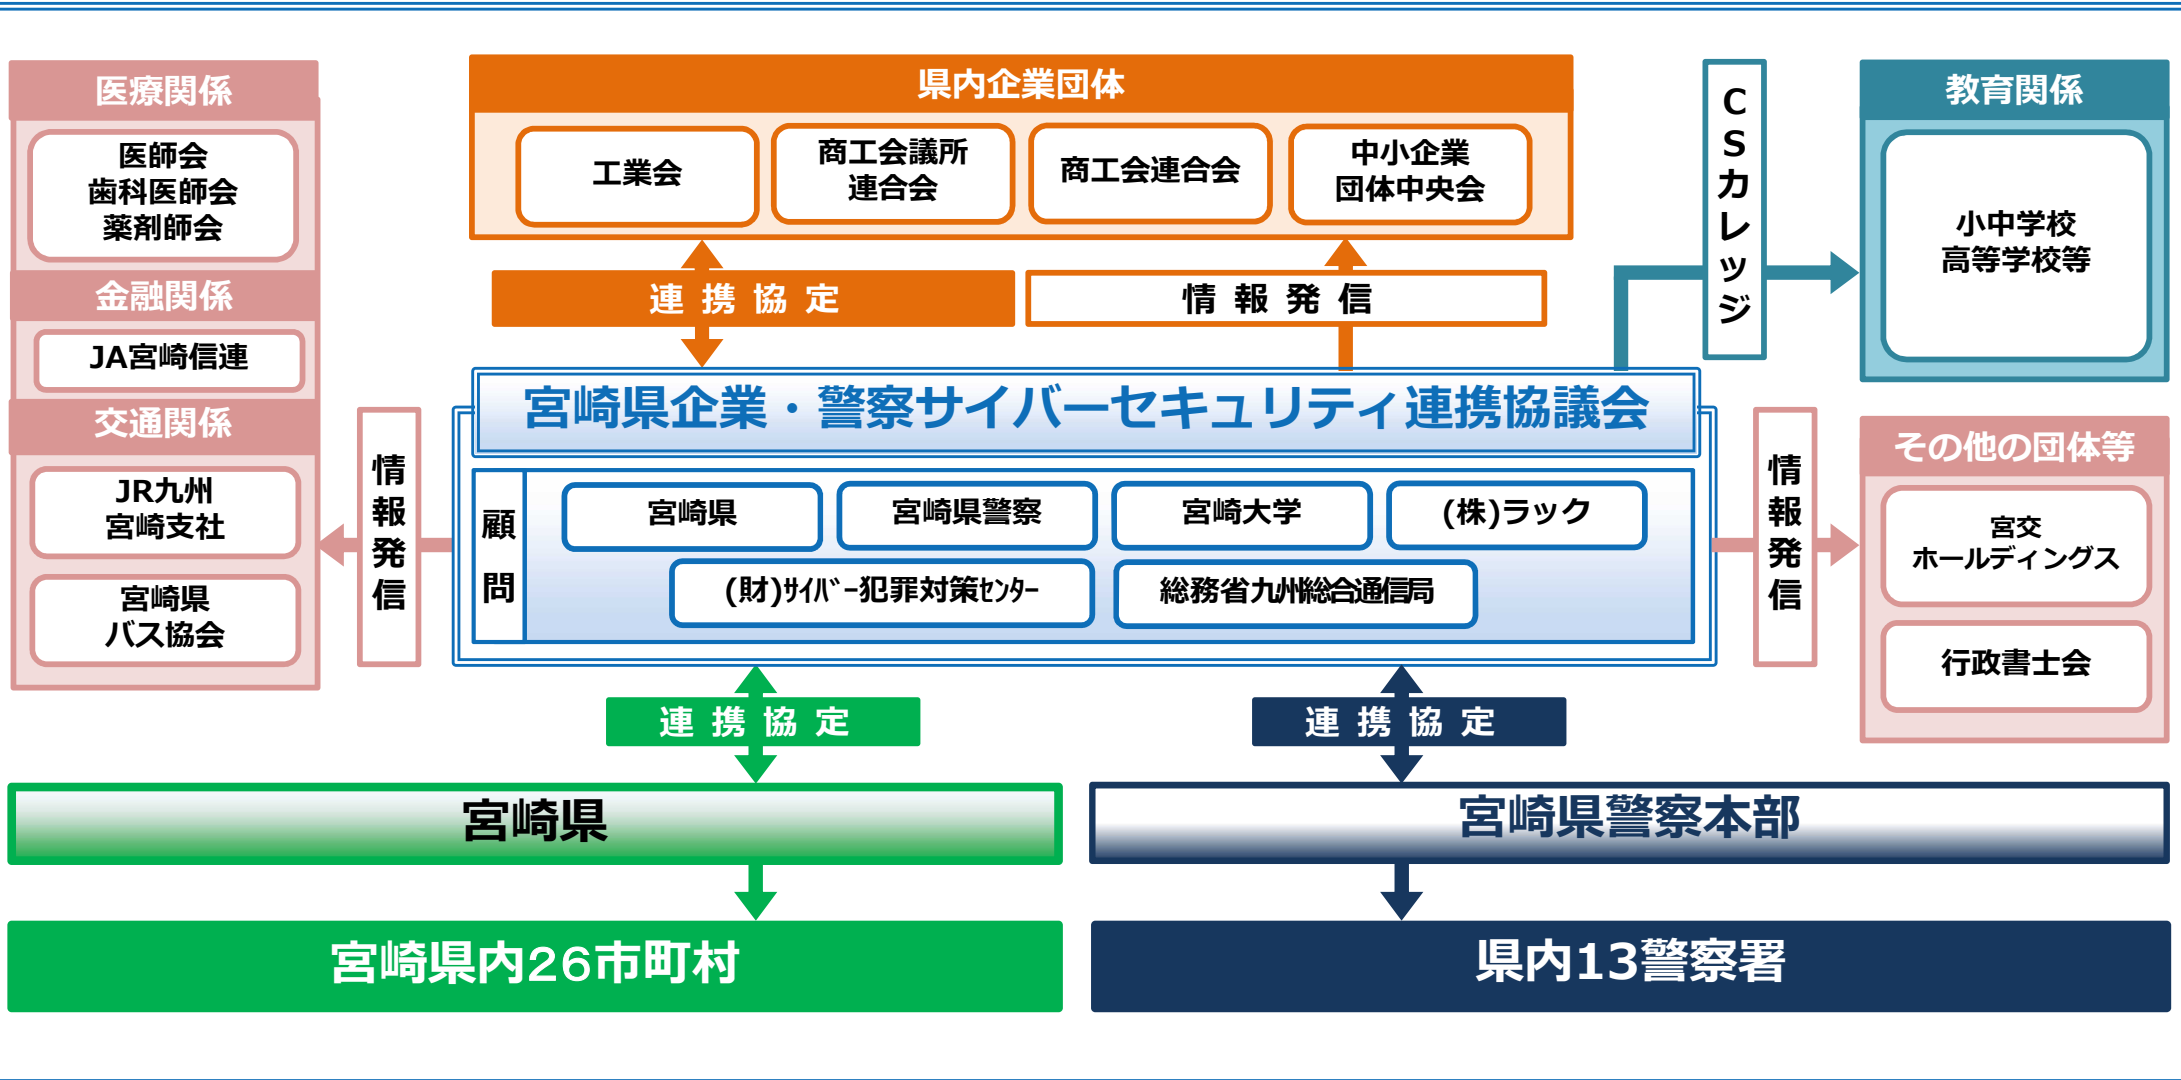 医療関係
医師会
歯科医師会
薬剤師会
金融関係
JA宮崎信連
交通関係
JR九州
宮崎支社
宮崎県
バス協会
情報発信
県内企業団体
工業会
商工会議所
連合会
商工会連合会
中小企業
団体中央会
連携協定
情報発信
CSカレッジ
教育関係
小中学校
高等学校等
宮崎県企業・警察サイバーセキュリティ連携協議会
顧問
宮崎県
宮崎県警察
宮崎大学
(株)ラック
(財)ｻｲﾊﾞｰ犯罪対策ｾﾝﾀｰ
総務省九州総合通信局
情報発信
その他の団体等
宮交
ホールディングス
行政書士会
連携協定
連携協定
宮崎県
宮崎県警察本部
宮崎県内２６市町村
県内13警察署